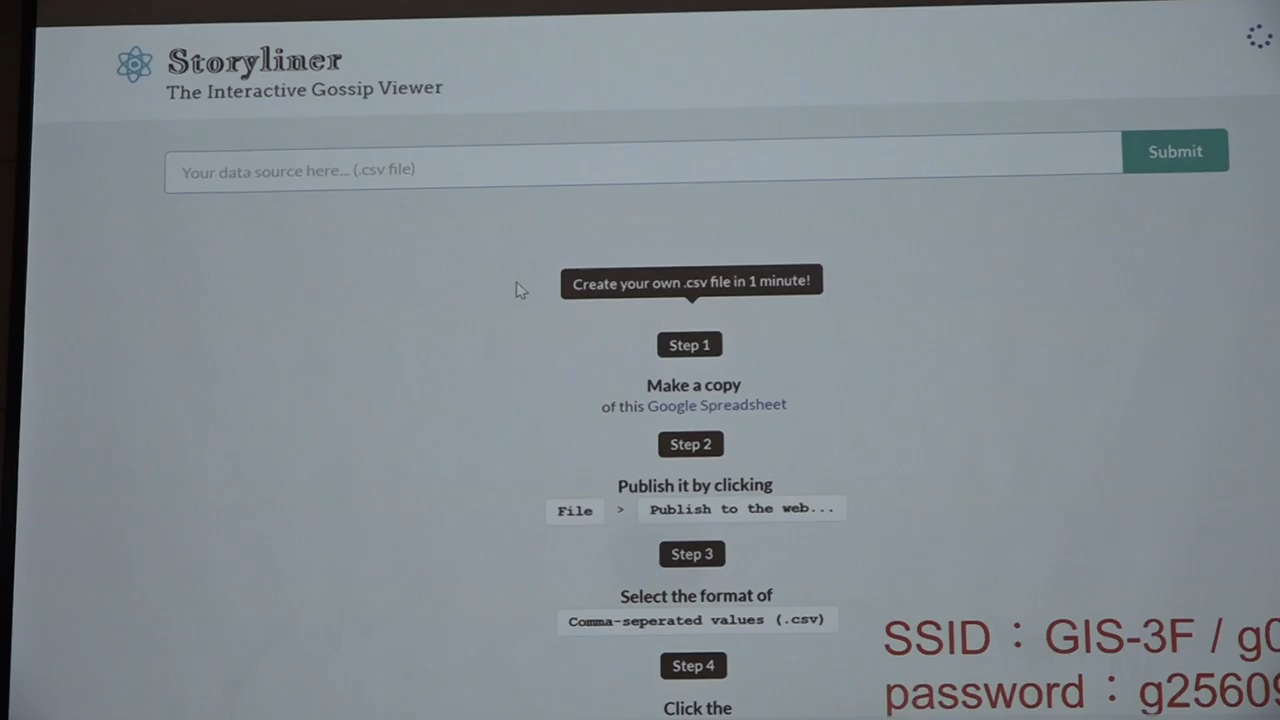 Storyliner
The Interactive Gossip Viewer
Your data source here... (.csv file)
Submit
Create your own .csv file in 1 minute!
Step 1
Make a copy
of this Google Spreadsheet
Step 2
Publish it by clicking
File > Publish to the web...
Step 3
Select the format of
Comma-seperated values (.csv)
Step 4
Click the
SSID：GIS-3F / g0
password：g25609